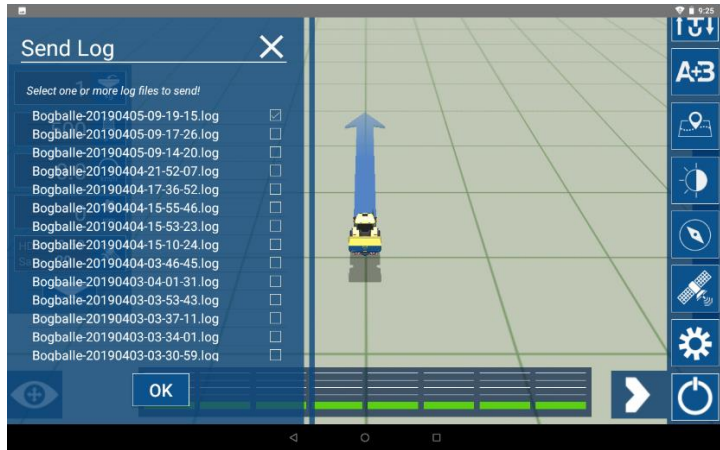 9:25
Send Log
Select one or more log files to send!
Bogballe-20190405-09-19-15.log
Bogballe-20190405-09-17-26.log
Bogballe-20190405-09-14-20.log
Bogballe-20190404-21-52-07.log
Bogballe-20190404-17-36-52.log
Bogballe-20190404-15-55-46.log
Bogballe-20190404-15-53-23.log
Bogballe-20190404-15-10-24.log
Bogballe-20190404-03-46-45.log
Bogballe-20190403-04-01-31.log
Bogballe-20190403-03-53-43.log
Bogballe-20190403-03-37-11.log
Bogballe-20190403-03-34-01.log
Bogballe-20190403-03-30-59.log
OK
A+B